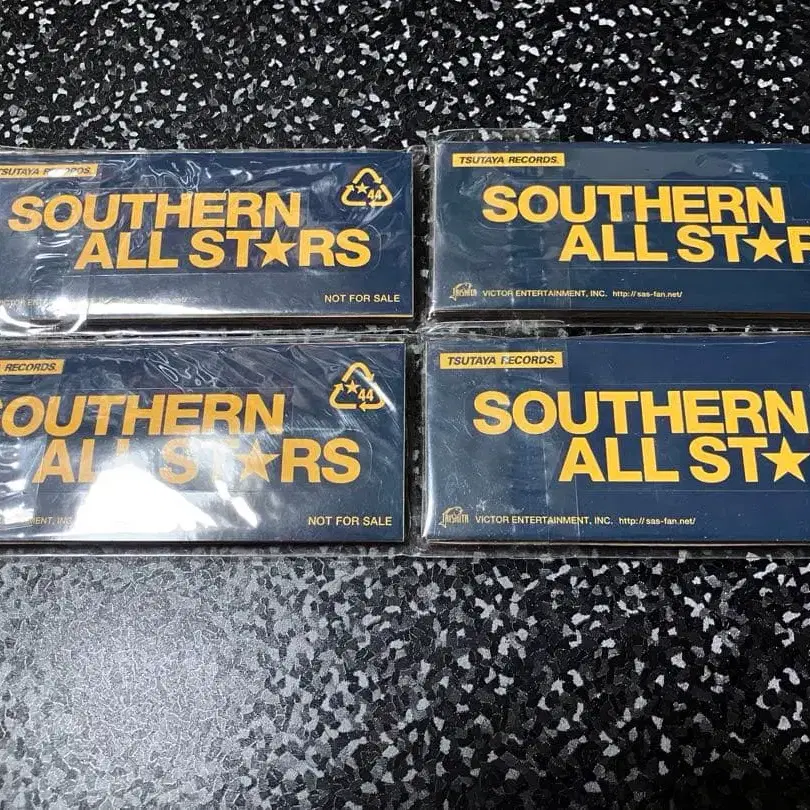 TSUTAYA RECORDS.
44
SOUTHERN
ALL ST★RS
NOT FOR SALE
TSUTAYA RECORDS.
SOUTHERN
ALL ST★R
TAISHITA VICTOR ENTERTAINMENT, INC. http://sas-fan.net/
RECORDS.
44
SOUTHERN
ALL ST★RS
NOT FOR SALE
TSUTAYA RECORDS.
SOUTHERN
ALL ST★
TAISHITA VICTOR ENTERTAINMENT, INC. http://sas-fan.net/